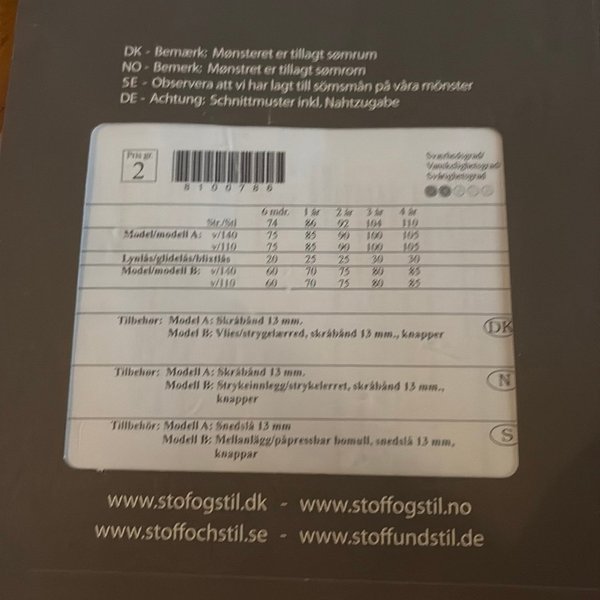 DK - Bemærk: Mønsteret er tillagt sømrum
NO - Bemerk: Mønstret er tillagt sømrom
SE - Observera att vi har lagt till sömsmån på våra mönster
DE - Achtung: Schnittmuster inkl. Nahtzugabe
Pris gr.
2
8100786
Sværhedsgrad/
Vanskelighetsgrad/
Svårighetsgrad
6 mdr. 1 år 2 år 3 år 4 år
Str./Stl 74 86 92 104 110
Model/modell A: v/140 75 85 90 100 105
v/110 75 85 90 100 105
Lynlås/glidelås/blixtlås 20 25 25 30 30
Model/modell B: v/140 60 70 75 80 85
v/110 60 70 75 80 85
Tilbehør: Model A: Skråbånd 13 mm.
Model B: Vlies/strygelærred, skråbånd 13 mm., knapper
DK
Tilbehør: Modell A: Skråbånd 13 mm.
Modell B: Strykeinnlegg/strykelerret, skråbånd 13 mm.,
knapper
N
Tillbehör: Modell A: Snedslå 13 mm
Modell B: Mellanlägg/påpressbar bomull, snedslå 13 mm,
knappar
S
www.stofogstil.dk - www.stoffogstil.no
www.stoffochstil.se - www.stoffundstil.de